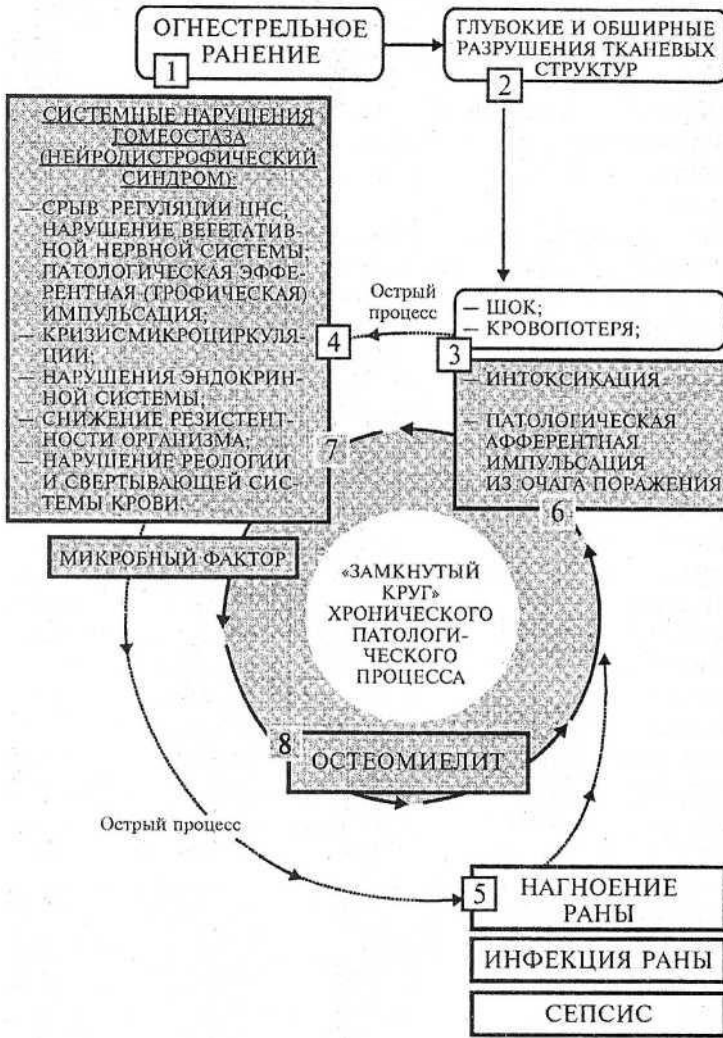 ОГНЕСТРЕЛЬНОЕ
РАНЕНИЕ
1
ГЛУБОКИЕ И ОБШИРНЫЕ
РАЗРУШЕНИЯ ТКАНЕВЫХ
СТРУКТУР
2
СИСТЕМНЫЕ НАРУШЕНИЯ
ГОМЕОСТАЗА
(НЕЙРОДИСТРОФИЧЕСКИЙ
СИНДРОМ):
— СРЫВ РЕГУЛЯЦИИ ЦНС,
НАРУШЕНИЕ ВЕГЕТАТИВ-
НОЙ НЕРВНОЙ СИСТЕМЫ;
ПАТОЛОГИЧЕСКАЯ ЭФФЕ-
РЕНТНАЯ (ТРОФИЧЕСКАЯ)
ИМПУЛЬСАЦИЯ;
— КРИЗИС МИКРОЦИРКУЛЯ-
ЦИИ;
— НАРУШЕНИЯ ЭНДОКРИН-
НОЙ СИСТЕМЫ;
— СНИЖЕНИЕ РЕЗИСТЕНТ-
НОСТИ ОРГАНИЗМА;
— НАРУШЕНИЕ РЕОЛОГИИ
И СВЕРТЫВАЮЩЕЙ СИС-
ТЕМЫ КРОВИ.
4
Острый
процесс
— ШОК;
— КРОВОПОТЕРЯ;
3
— ИНТОКСИКАЦИЯ
— ПАТОЛОГИЧЕСКАЯ
АФФЕРЕНТНАЯ
ИМПУЛЬСАЦИЯ
ИЗ ОЧАГА ПОРАЖЕНИЯ
6
7
МИКРОБНЫЙ ФАКТОР
«ЗАМКНУТЫЙ
КРУГ»
ХРОНИЧЕСКОГО
ПАТОЛОГИ-
ЧЕСКОГО
ПРОЦЕССА
8
ОСТЕОМИЕЛИТ
Острый процесс
5
НАГНОЕНИЕ
РАНЫ
ИНФЕКЦИЯ РАНЫ
СЕПСИС